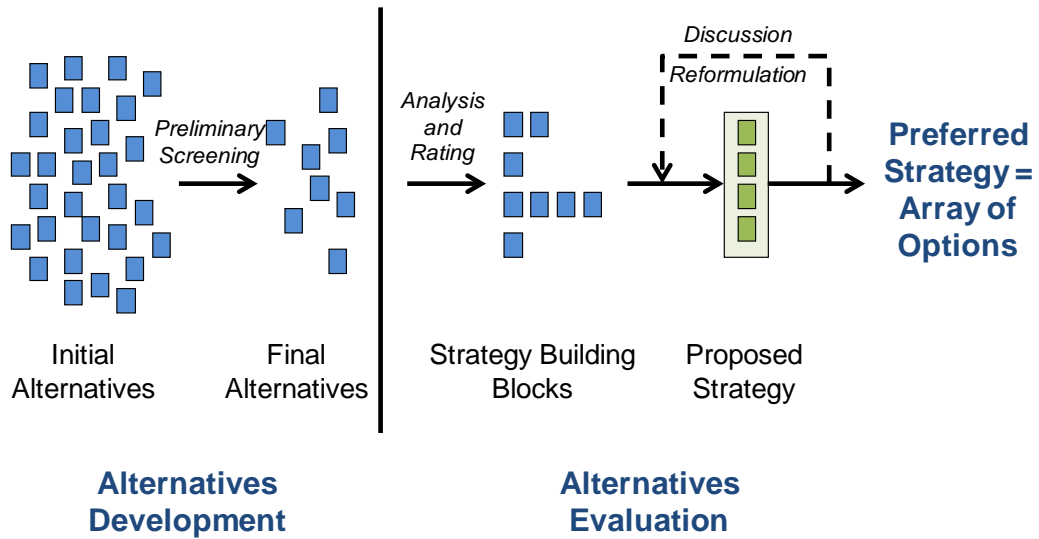 Discussion
Reformulation
Analysis
and
Rating
Preliminary
Screening
Preferred
Strategy =
Array of
Options
Initial
Alternatives
Final
Alternatives
Strategy Building
Blocks
Proposed
Strategy
Alternatives
Development
Alternatives
Evaluation